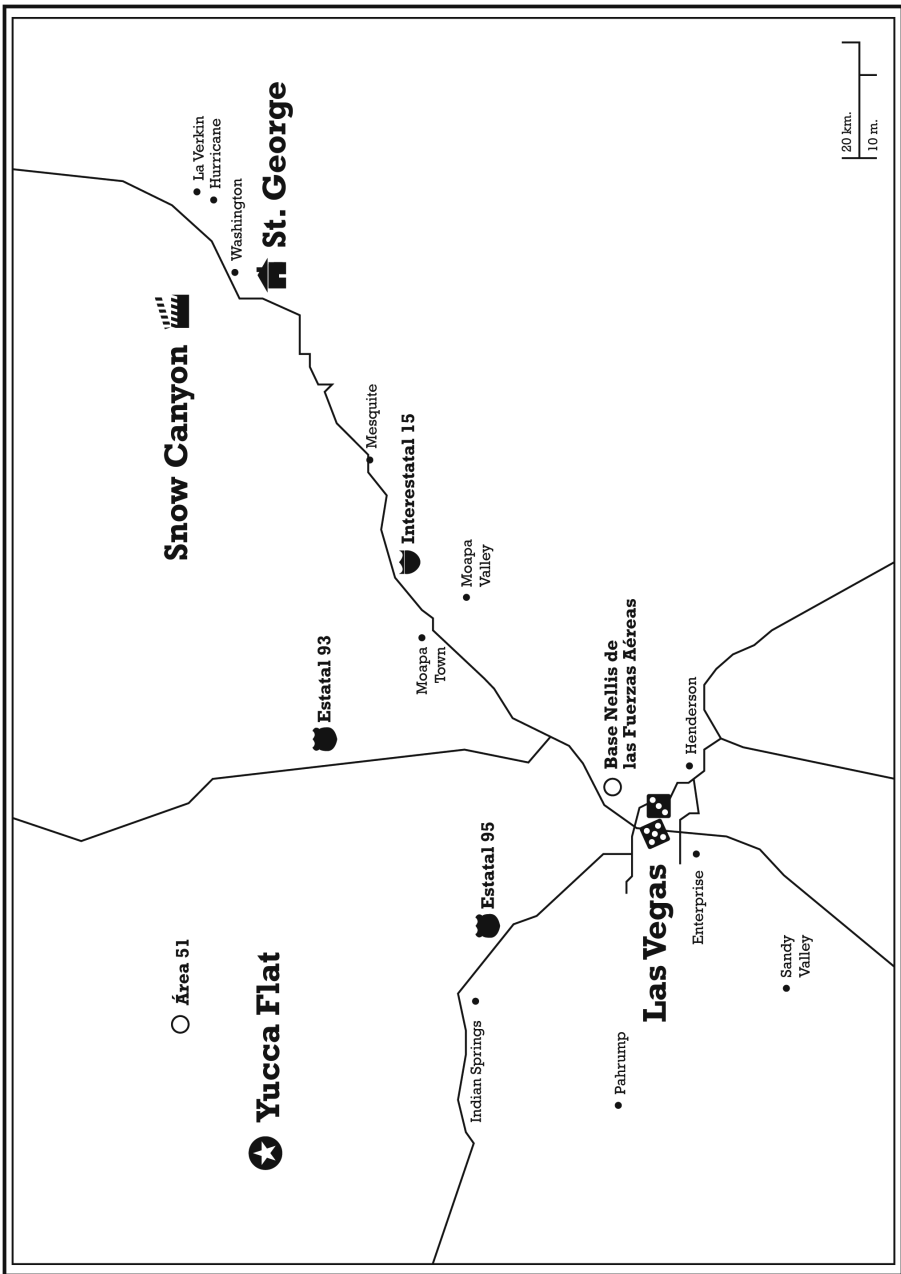 La Verkin
Hurricane
Washington
St. George
Snow Canyon
Mesquite
Interestatal 15
Moapa
Valley
Moapa
Town
Estatal 93
Área 51
Yucca Flat
Estatal 95
Indian Springs
Base Nellis de
las Fuerzas Aéreas
Henderson
Las Vegas
Enterprise
Pahrump
Sandy
Valley
20 km.
10 m.